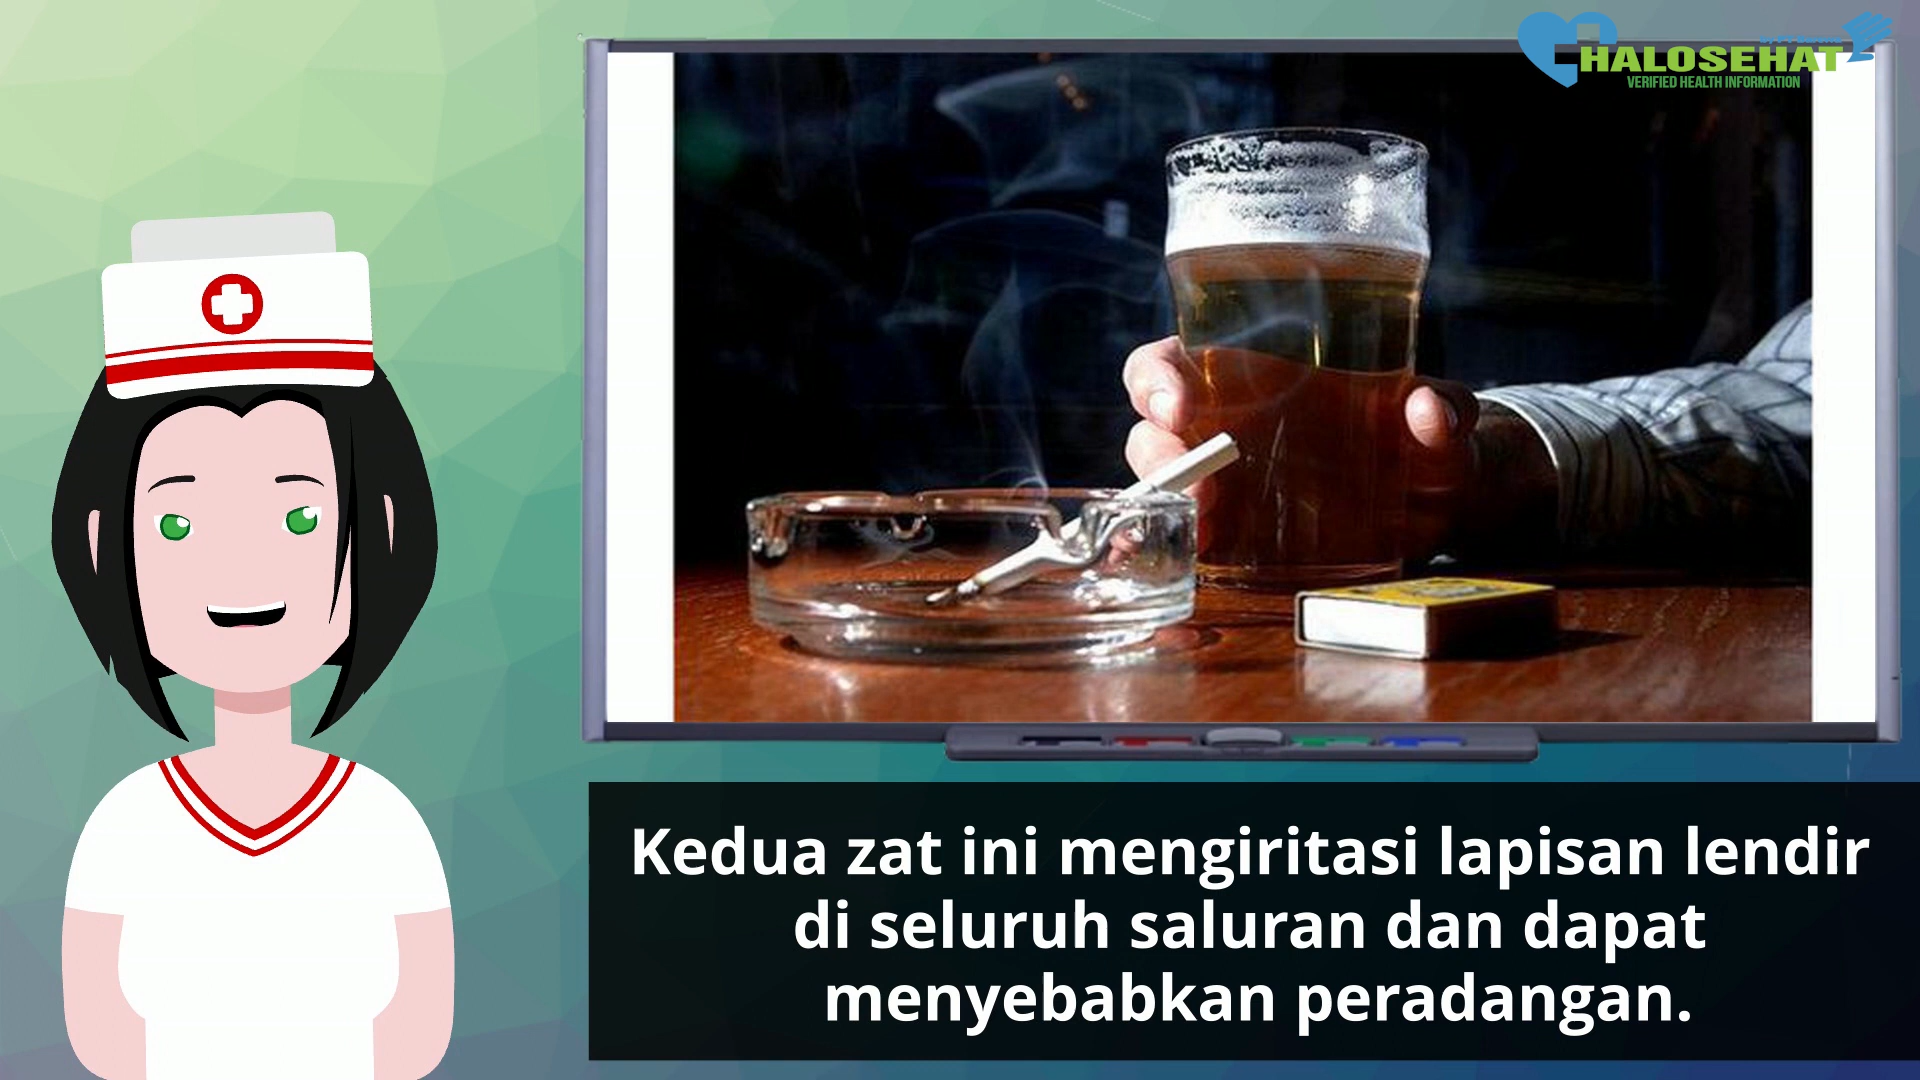 HALOSEHAT
VERIFIED HEALTH INFORMATION
Kedua zat ini mengiritasi lapisan lendir
di seluruh saluran dan dapat
menyebabkan peradangan.